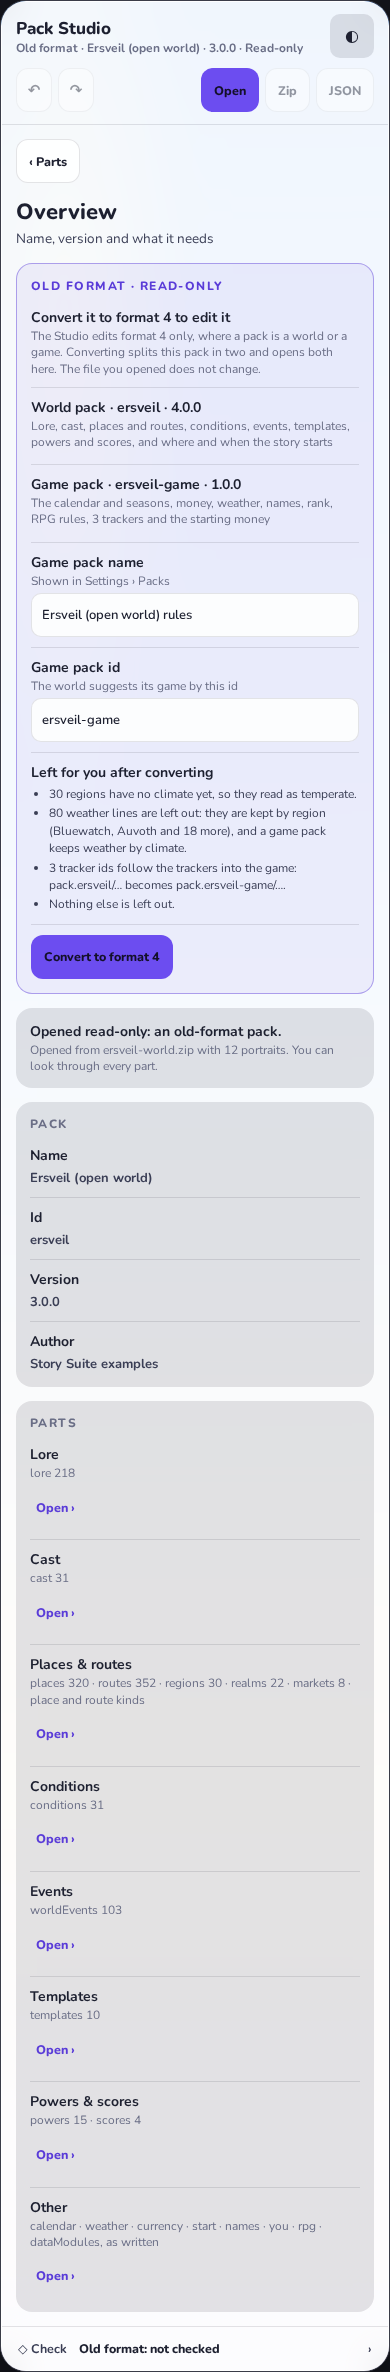 Pack Studio
Old format · Ersveil (open world) · 3.0.0 · Read-only
Open
Zip
JSON
‹ Parts
Overview
Name, version and what it needs
OLD FORMAT · READ-ONLY
Convert it to format 4 to edit it
The Studio edits format 4 only, where a pack is a world or a
game. Converting splits this pack in two and opens both
here. The file you opened does not change.
World pack · ersveil · 4.0.0
Lore, cast, places and routes, conditions, events, templates,
powers and scores, and where and when the story starts
Game pack · ersveil-game · 1.0.0
The calendar and seasons, money, weather, names, rank,
RPG rules, 3 trackers and the starting money
Game pack name
Shown in Settings › Packs
Ersveil (open world) rules
Game pack id
The world suggests its game by this id
ersveil-game
Left for you after converting
• 30 regions have no climate yet, so they read as temperate.
• 80 weather lines are left out: they are kept by region
(Bluewatch, Auvoth and 18 more), and a game pack
keeps weather by climate.
• 3 tracker ids follow the trackers into the game:
pack.ersveil/… becomes pack.ersveil-game/….
• Nothing else is left out.
Convert to format 4
Opened read-only: an old-format pack.
Opened from ersveil-world.zip with 12 portraits. You can
look through every part.
PACK
Name
Ersveil (open world)
Id
ersveil
Version
3.0.0
Author
Story Suite examples
PARTS
Lore
lore 218
Open ›
Cast
cast 31
Open ›
Places & routes
places 320 · routes 352 · regions 30 · realms 22 · markets 8 ·
place and route kinds
Open ›
Conditions
conditions 31
Open ›
Events
worldEvents 103
Open ›
Templates
templates 10
Open ›
Powers & scores
powers 15 · scores 4
Open ›
Other
calendar · weather · currency · start · names · you · rpg ·
dataModules, as written
Open ›
◇ Check Old format: not checked ›